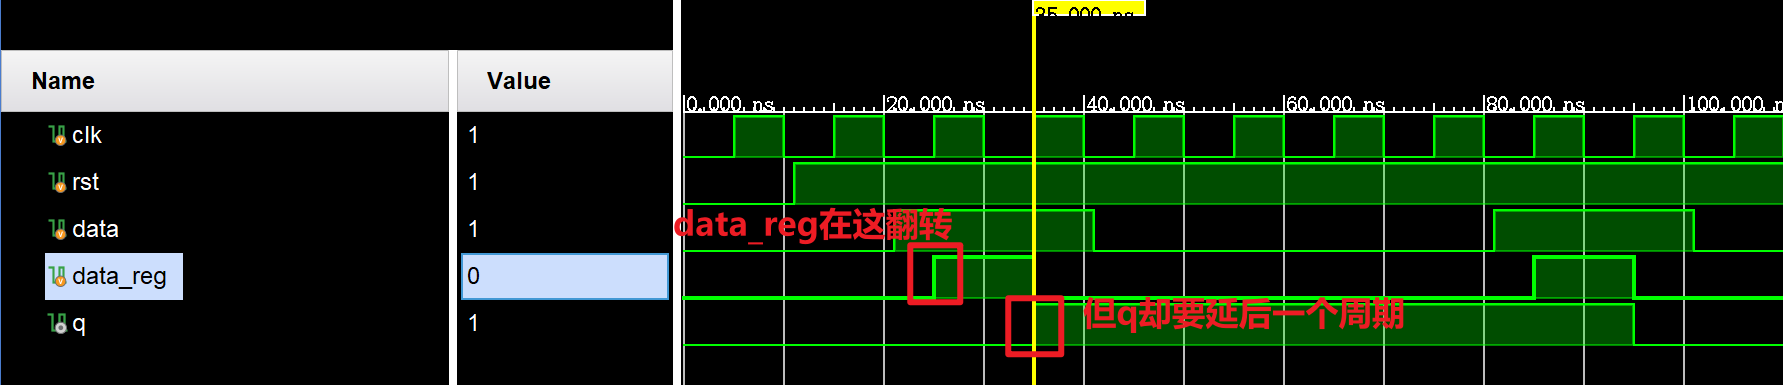 35.000 ns
Name Value
0.000 ns 20.000 ns 40.000 ns 60.000 ns 80.000 ns 100.000 n
clk 1
rst 1
data 1
data_reg在这翻转
data_reg 0
但q却要延后一个周期
q 1